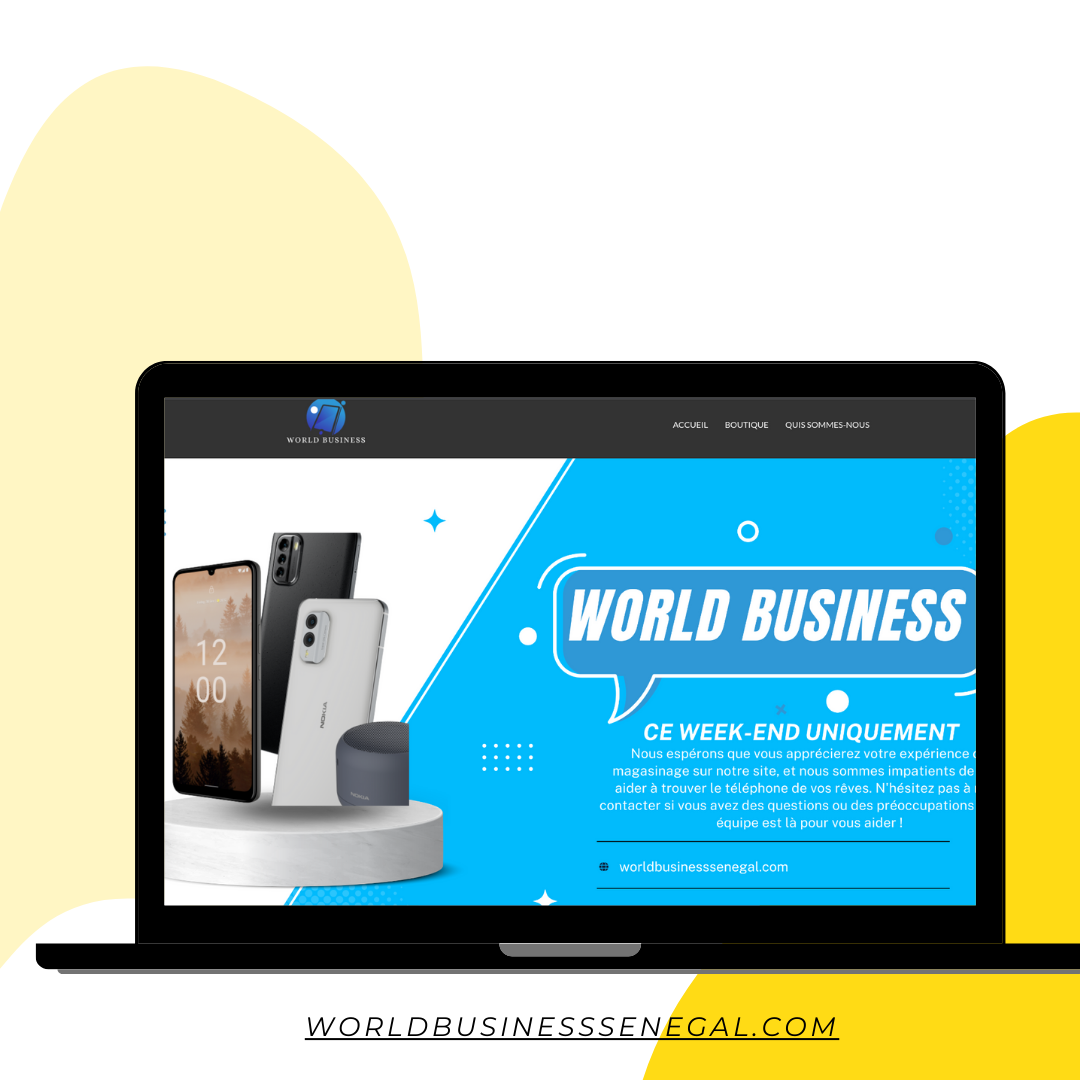 WORLD BUSINESS
ACCUEIL BOUTIQUE QUIS SOMMES-NOUS
12
00
NOKIA
NOKIA
WORLD BUSINESS
CE WEEK-END UNIQUEMENT
Nous espérons que vous apprécierez votre expérience
magasinage sur notre site, et nous sommes impatients de
aider à trouver le téléphone de vos rêves. N'hésitez pas à
contacter si vous avez des questions ou des préoccupations
équipe est là pour vous aider !
worldbusinesssenegal.com
WORLDBUSINESSSENEGAL.COM